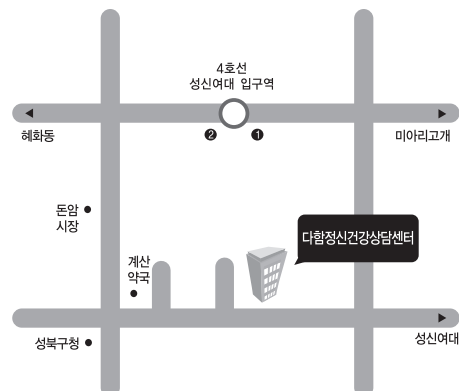 4호선
성신여대 입구역
❷ ❶
혜화동
미아리고개
돈암
시장
다함정신건강상담센터
계산
약국
성북구청
성신여대